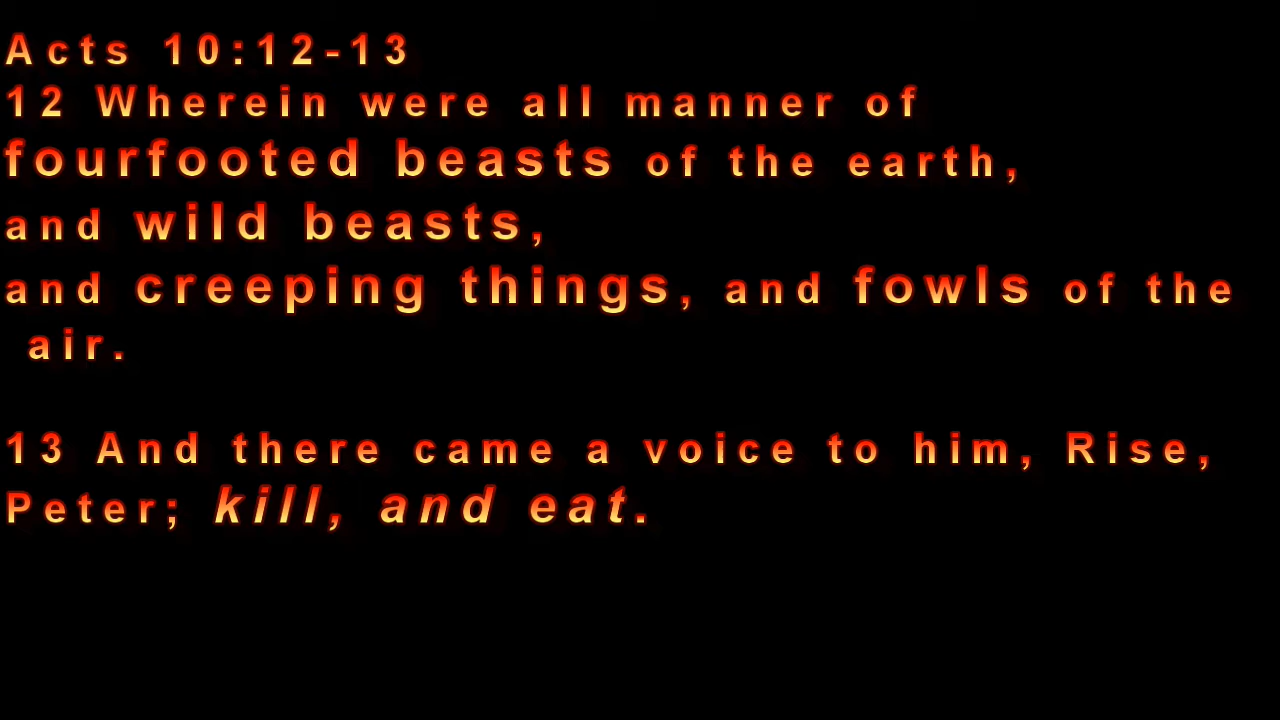 Acts 10:12-13
12 Wherein were all manner of
fourfooted beasts of the earth,
and wild beasts,
and creeping things, and fowls of the
air.
13 And there came a voice to him, Rise,
Peter; kill, and eat.